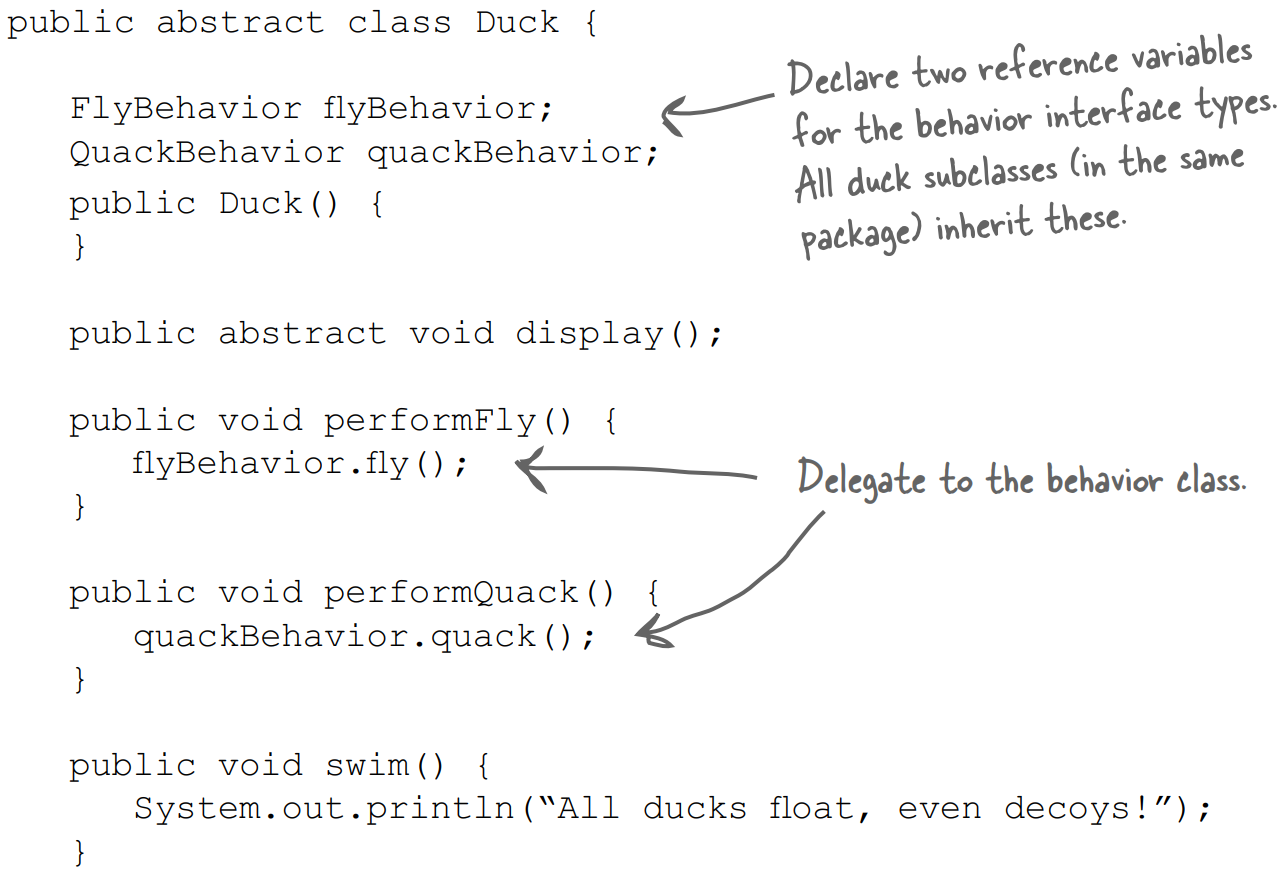 public abstract class Duck {
FlyBehavior flyBehavior;
QuackBehavior quackBehavior;
public Duck() {
}
Declare two reference variables
for the behavior interface types.
All duck subclasses (in the same
package) inherit these.
public abstract void display();
public void performFly() {
flyBehavior.fly();
}
Delegate to the behavior class.
public void performQuack() {
quackBehavior.quack();
}
public void swim() {
System.out.println(“All ducks float, even decoys!”);
}